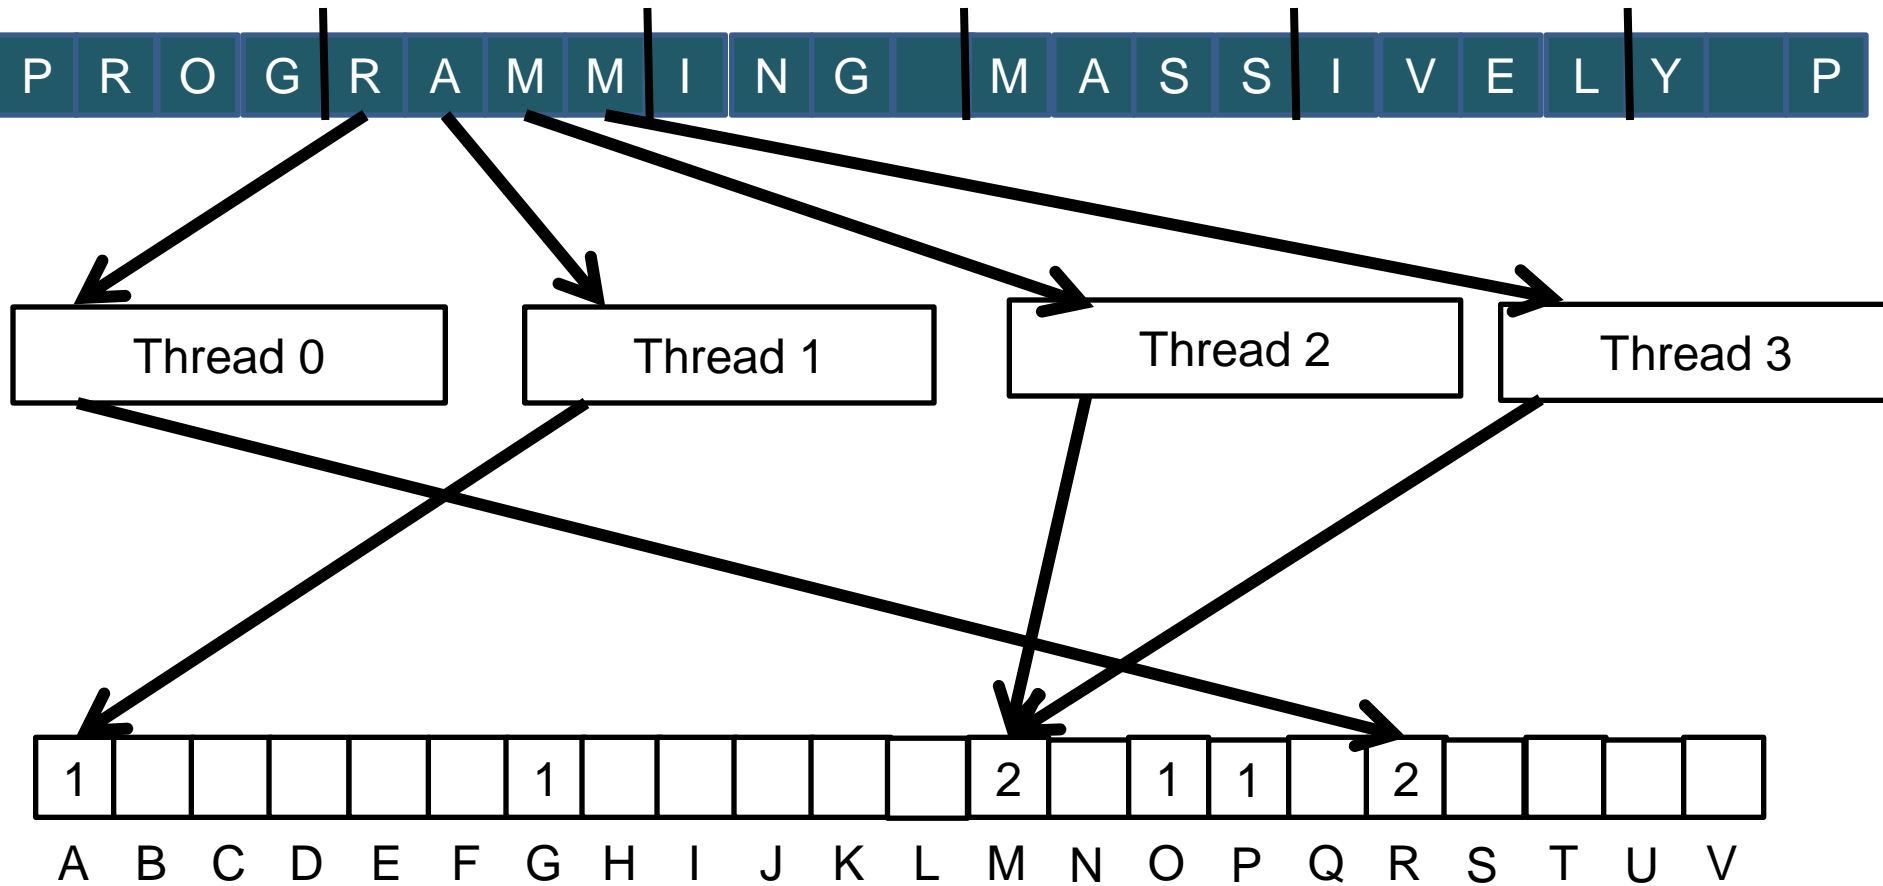 P R O G R A M M I N G M A S S I V E L Y P
Thread 0 Thread 1 Thread 2 Thread 3
1 1 2 1 1 2
A B C D E F G H I J K L M N O P Q R S T U V